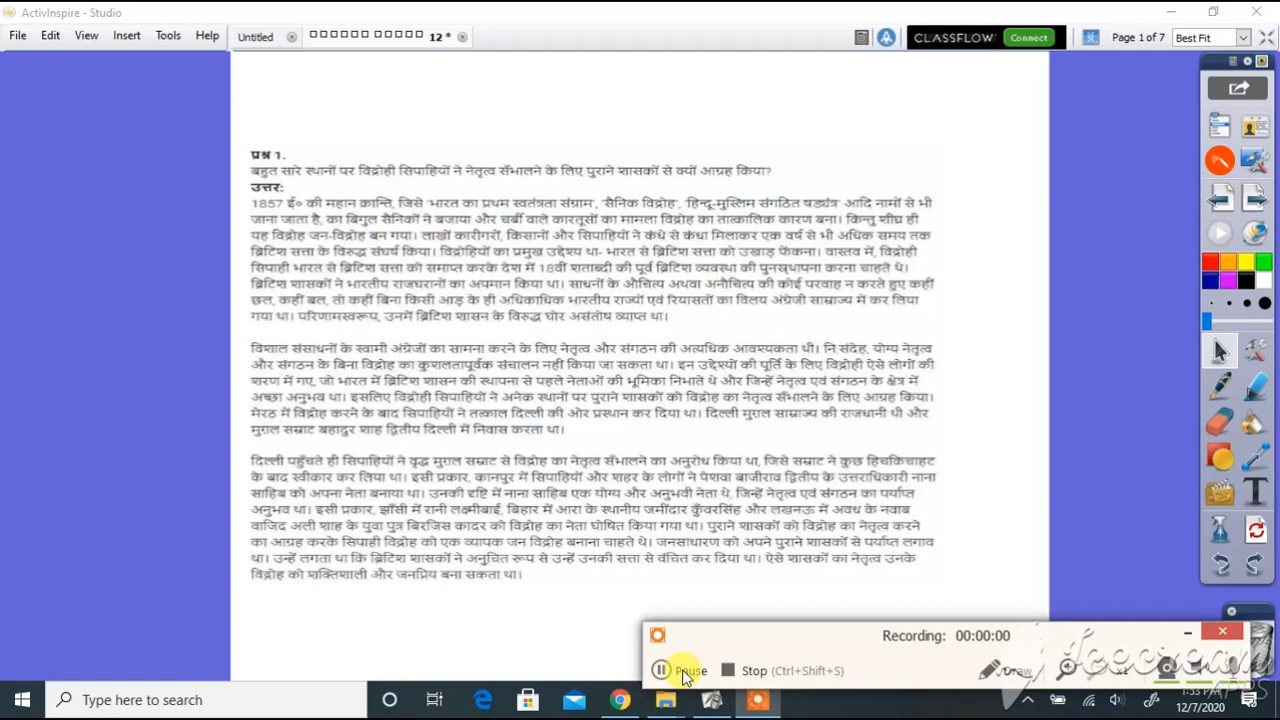 ActivInspire - Studio
File Edit View Insert Tools Help Untitled 12 * CLASSFLOW Connect Page 1 of 7 Best Fit
प्रश्न 1.
बहुत सारे स्थानों पर विद्रोही सिपाहियों ने नेतृत्व सँभालने के लिए पुराने शासकों से क्यों आग्रह किया?
उत्तर:
1857 ई० की महान क्रान्ति, जिसे 'भारत का प्रथम स्वतंत्रता संग्राम', 'सैनिक विद्रोह', 'हिन्दू-मुस्लिम संगठित षड्यंत्र' आदि नामों से भी
जाना जाता है, का बिगुल सैनिकों ने बजाया और चर्बी वाले कारतूसों का मामला विद्रोह का तात्कालिक कारण बना। किन्तु शीघ्र ही
यह विद्रोह जन-विद्रोह बन गया। लाखों कारीगरों, किसानों और सिपाहियों ने कंधे से कंधा मिलाकर एक वर्ष से भी अधिक समय तक
ब्रिटिश सत्ता के विरुद्ध संघर्ष किया। विद्रोहियों का प्रमुख उद्देश्य था- भारत से ब्रिटिश सत्ता को उखाड़ फेंकना। वास्तव में, विद्रोही
सिपाही भारत से ब्रिटिश सत्ता को समाप्त करके देश में 18वीं शताब्दी की पूर्व ब्रिटिश व्यवस्था की पुनस्र्थापना करना चाहते थे।
ब्रिटिश शासकों ने भारतीय राजघरानों का अपमान किया था। साधनों के औचित्य अथवा अनौचित्य की कोई परवाह न करते हुए कहीं
छल, कहीं बल, तो कहीं बिना किसी आड़ के ही अधिकाधिक भारतीय राज्यों एवं रियासतों का विलय अंग्रेजी साम्राज्य में कर लिया
गया था। परिणामस्वरूप, उनमें ब्रिटिश शासन के विरुद्ध घोर असंतोष व्याप्त था।
विशाल संसाधनों के स्वामी अंग्रेजों का सामना करने के लिए नेतृत्व और संगठन की अत्यधिक आवश्यकता थी। नि:संदेह, योग्य नेतृत्व
और संगठन के बिना विद्रोह का कुशलतापूर्वक संचालन नहीं किया जा सकता था। इन उद्देश्यों की पूर्ति के लिए विद्रोही ऐसे लोगों की
शरण में गए, जो भारत में ब्रिटिश शासन की स्थापना से पहले नेताओं की भूमिका निभाते थे और जिन्हें नेतृत्व एवं संगठन के क्षेत्र में
अच्छा अनुभव था। इसलिए विद्रोही सिपाहियों ने अनेक स्थानों पर पुराने शासकों को विद्रोह का नेतृत्व सँभालने के लिए आग्रह किया।
मेरठ में विद्रोह करने के बाद सिपाहियों ने तत्काल दिल्ली की ओर प्रस्थान कर दिया था। दिल्ली मुग़ल साम्राज्य की राजधानी थी और
मुग़ल सम्राट बहादुर शाह द्वितीय दिल्ली में निवास करता था।
दिल्ली पहुँचते ही सिपाहियों ने वृद्ध मुग़ल सम्राट से विद्रोह का नेतृत्व सँभालने का अनुरोध किया था, जिसे सम्राट ने कुछ हिचकिचाहट
के बाद स्वीकार कर लिया था। इसी प्रकार, कानपुर में सिपाहियों और शहर के लोगों ने पेशवा बाजीराव द्वितीय के उत्तराधिकारी नाना
साहिब को अपना नेता बनाया था। उनकी दृष्टि में नाना साहिब एक योग्य और अनुभवी नेता थे, जिन्हें नेतृत्व एवं संगठन का पर्याप्त
अनुभव था। इसी प्रकार, झाँसी में रानी लक्ष्मीबाई, बिहार में आरा के स्थानीय जमींदार कुँवरसिंह और लखनऊ में अवध के नवाब
वाजिद अली शाह के युवा पुत्र बिरजिस कादर को विद्रोह का नेता घोषित किया गया था। पुराने शासकों को विद्रोह का नेतृत्व करने
का आग्रह करके सिपाही विद्रोह को एक व्यापक जन विद्रोह बनाना चाहते थे। जनसाधारण को अपने पुराने शासकों से पर्याप्त लगाव
था। उन्हें लगता था कि ब्रिटिश शासकों ने अनुचित रूप से उन्हें उनकी सत्ता से वंचित कर दिया था। ऐसे शासकों का नेतृत्व उनके
विद्रोह को शक्तिशाली और जनप्रिय बना सकता था।
Recording: 00:00:00
Pause Stop (Ctrl+Shift+S) Draw x1
icecream
APPS
Type here to search
1:53 PM
12/7/2020